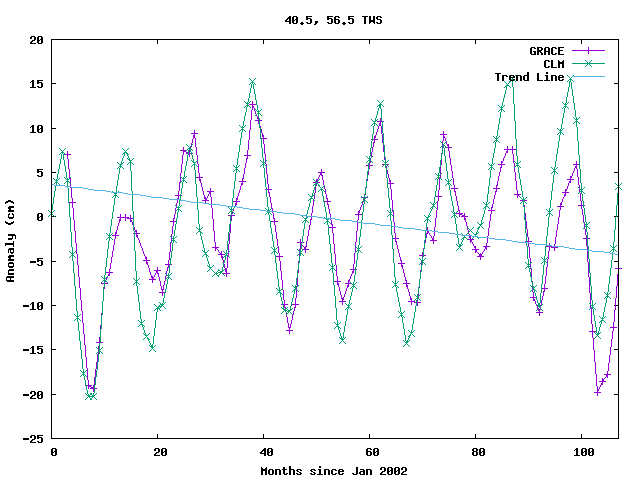 40.5, 56.5 TWS
GRACE
CLM
Trend Line
20
15
10
5
0
-5
-10
-15
-20
-25
Anomaly (cm)
0 20 40 60 80 100
Months since Jan 2002